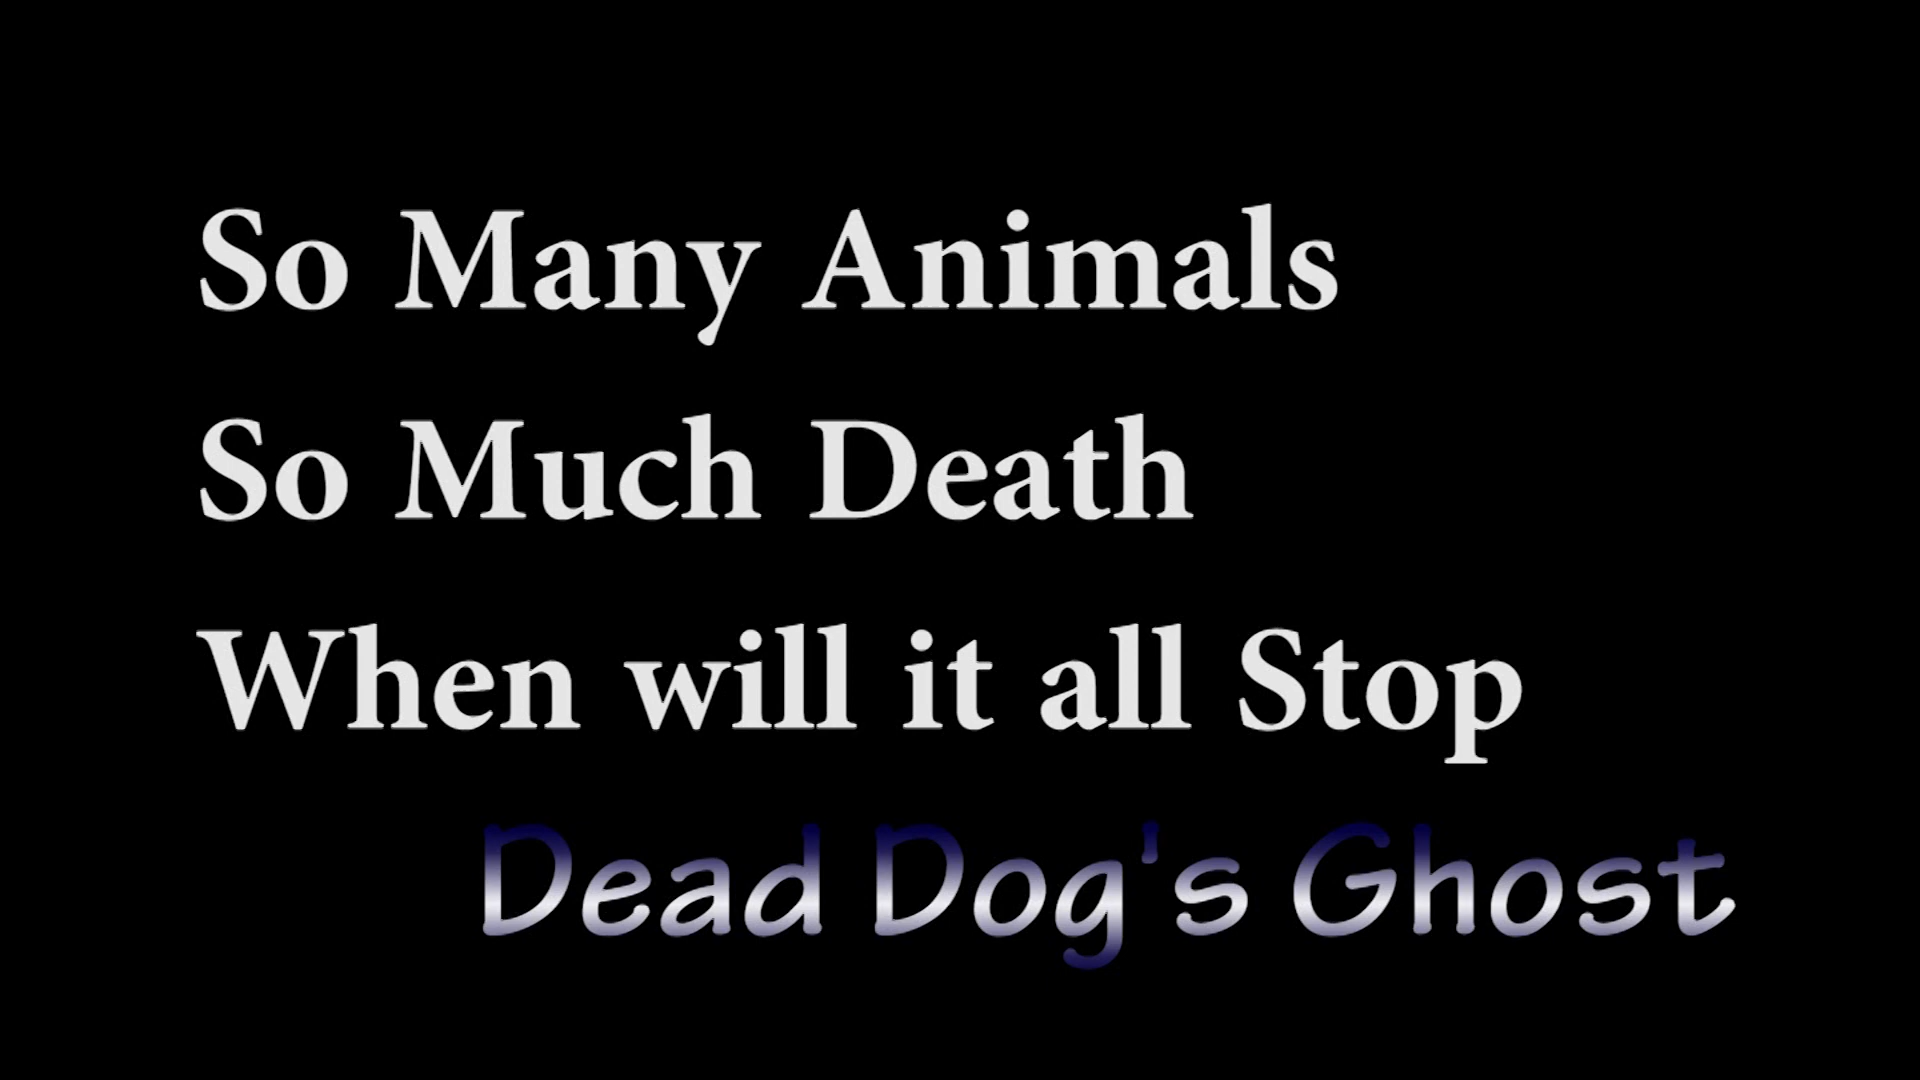 So Many Animals
So Much Death
When will it all Stop
Dead Dog's Ghost